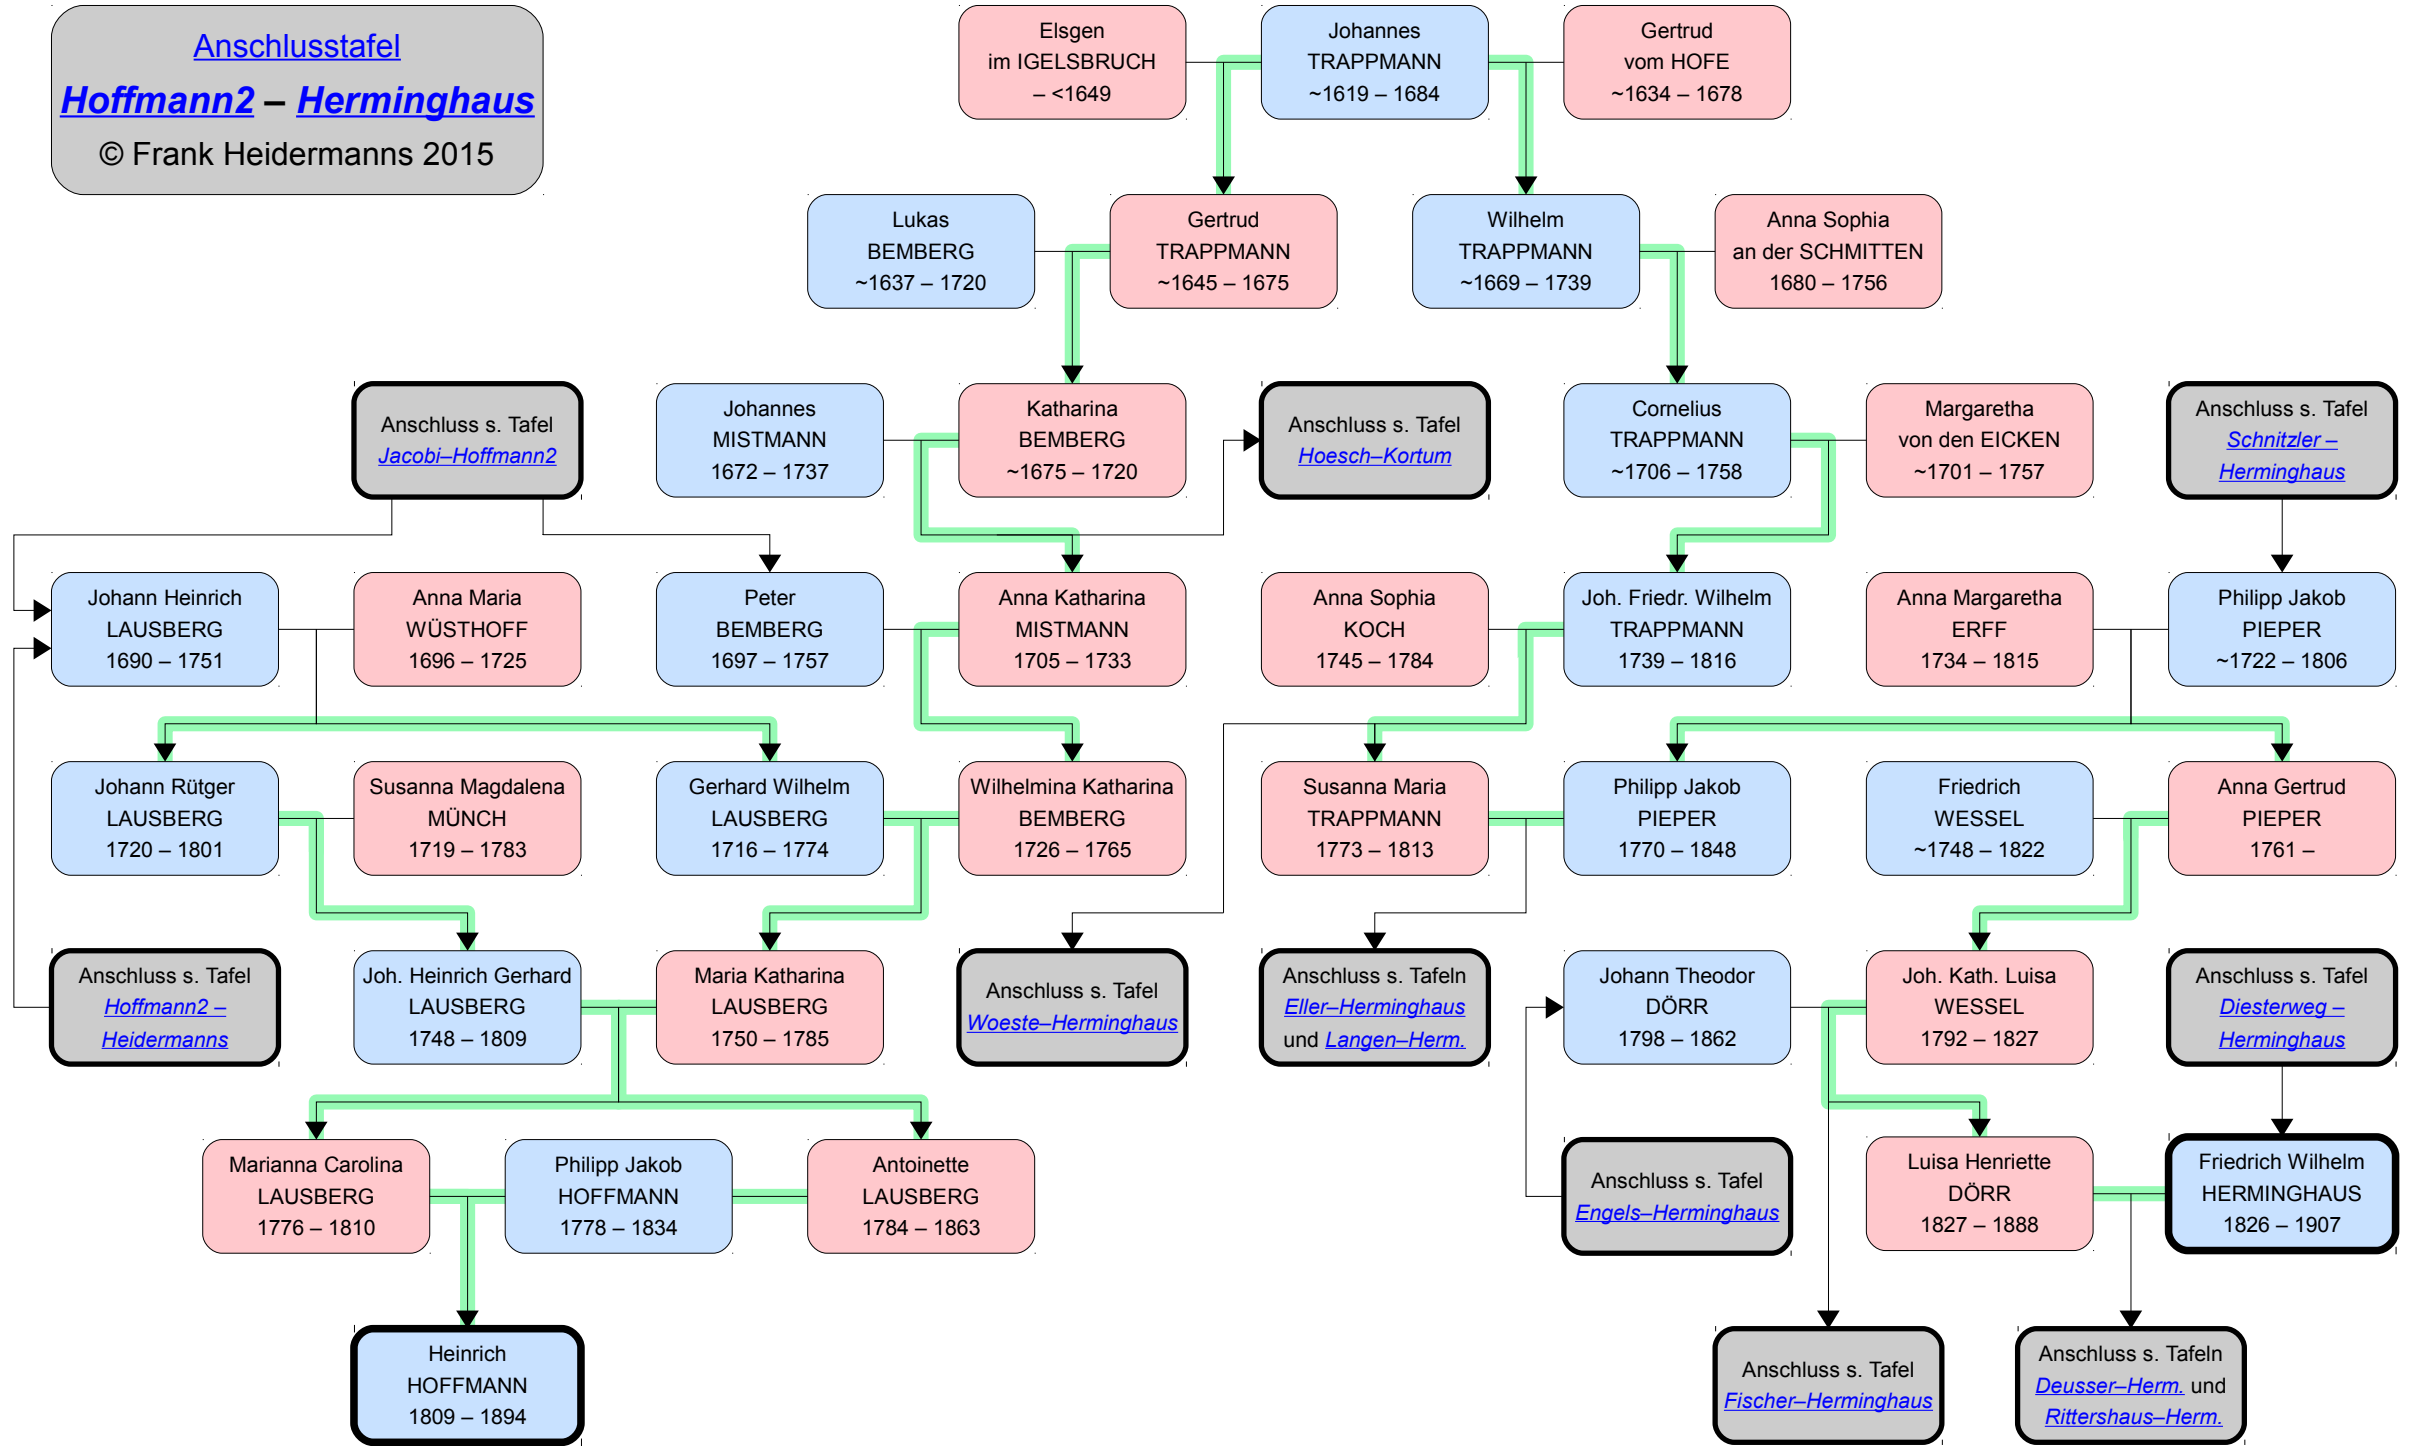 Anschlusstafel
Hoffmann2 – Herminghaus
© Frank Heidermanns 2015
Elsgen
im IGELSBRUCH
– <1649
Johannes
TRAPPMANN
~1619 – 1684
Gertrud
vom HOFE
~1634 – 1678
Lukas
BEMBERG
~1637 – 1720
Gertrud
TRAPPMANN
~1645 – 1675
Wilhelm
TRAPPMANN
~1669 – 1739
Anna Sophia
an der SCHMITTEN
1680 – 1756
Anschluss s. Tafel
Jacobi–Hoffmann2
Johannes
MISTMANN
1672 – 1737
Katharina
BEMBERG
~1675 – 1720
Anschluss s. Tafel
Hoesch–Kortum
Cornelius
TRAPPMANN
~1706 – 1758
Margaretha
von den EICKEN
~1701 – 1757
Anschluss s. Tafel
Schnitzler –
Herminghaus
Johann Heinrich
LAUSBERG
1690 – 1751
Anna Maria
WÜSTHOFF
1696 – 1725
Peter
BEMBERG
1697 – 1757
Anna Katharina
MISTMANN
1705 – 1733
Anna Sophia
KOCH
1745 – 1784
Joh. Friedr. Wilhelm
TRAPPMANN
1739 – 1816
Anna Margaretha
ERFF
1734 – 1815
Philipp Jakob
PIEPER
~1722 – 1806
Johann Rütger
LAUSBERG
1720 – 1801
Susanna Magdalena
MÜNCH
1719 – 1783
Gerhard Wilhelm
LAUSBERG
1716 – 1774
Wilhelmina Katharina
BEMBERG
1726 – 1765
Susanna Maria
TRAPPMANN
1773 – 1813
Philipp Jakob
PIEPER
1770 – 1848
Friedrich
WESSEL
~1748 – 1822
Anna Gertrud
PIEPER
1761 –
Anschluss s. Tafel
Hoffmann2 –
Heidermanns
Joh. Heinrich Gerhard
LAUSBERG
1748 – 1809
Maria Katharina
LAUSBERG
1750 – 1785
Anschluss s. Tafel
Woeste–Herminghaus
Anschluss s. Tafeln
Eller–Herminghaus
und Langen–Herm.
Johann Theodor
DÖRR
1798 – 1862
Joh. Kath. Luisa
WESSEL
1792 – 1827
Anschluss s. Tafel
Diesterweg –
Herminghaus
Marianna Carolina
LAUSBERG
1776 – 1810
Philipp Jakob
HOFFMANN
1778 – 1834
Antoinette
LAUSBERG
1784 – 1863
Anschluss s. Tafel
Engels–Herminghaus
Luisa Henriette
DÖRR
1827 – 1888
Friedrich Wilhelm
HERMINGHAUS
1826 – 1907
Heinrich
HOFFMANN
1809 – 1894
Anschluss s. Tafel
Fischer–Herminghaus
Anschluss s. Tafeln
Deusser–Herm. und
Rittershaus–Herm.